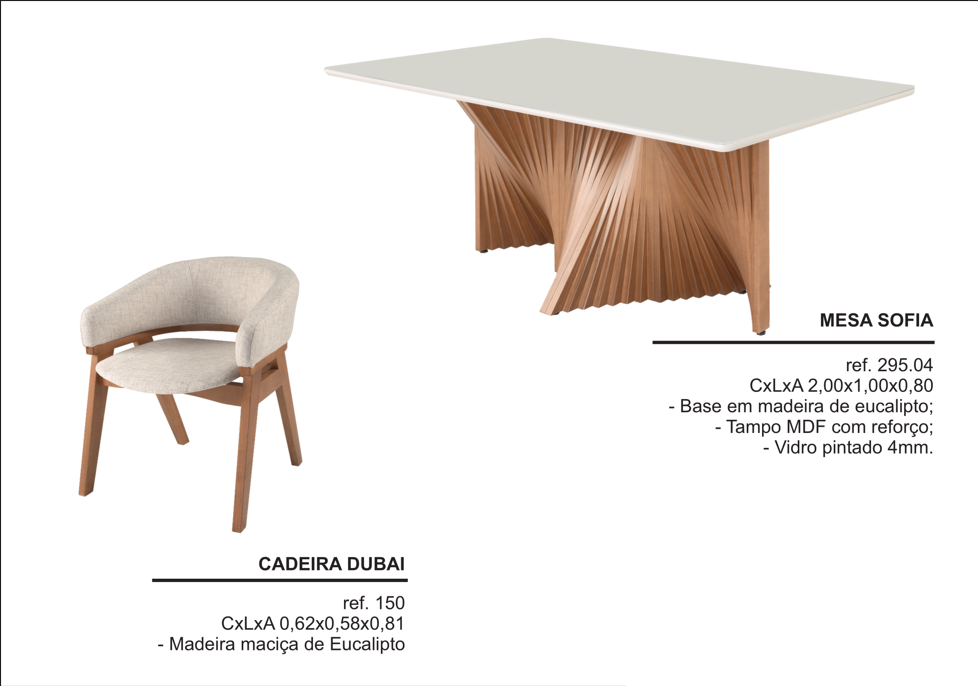 MESA SOFIA
ref. 295.04
CxLxA 2,00x1,00x0,80
- Base em madeira de eucalipto;
- Tampo MDF com reforço;
- Vidro pintado 4mm.
CADEIRA DUBAI
ref. 150
CxLxA 0,62x0,58x0,81
- Madeira maciça de Eucalipto